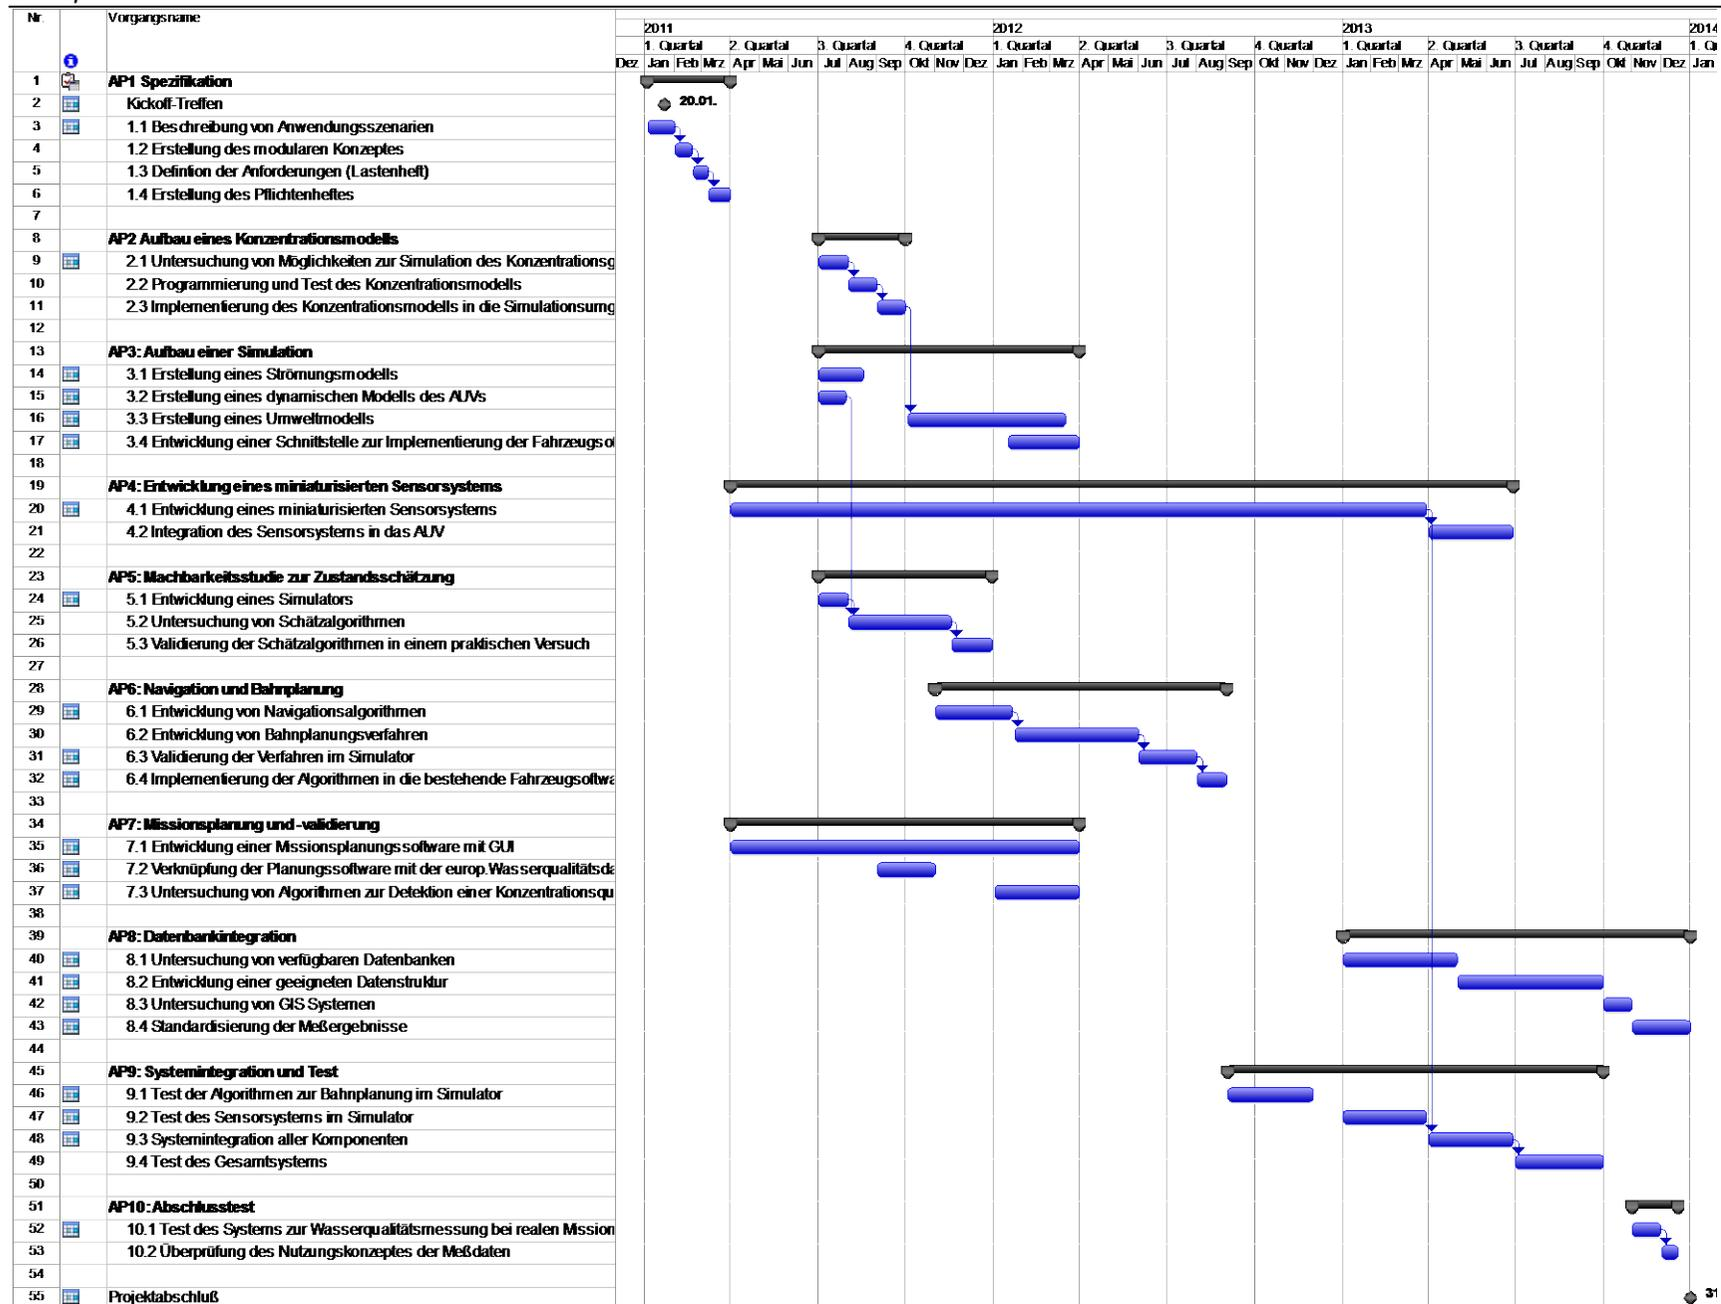 Nr. Vorgangsname
2011 2012 2013 2014
1. Quartal 2. Quartal 3. Quartal 4. Quartal 1. Quartal 2. Quartal 3. Quartal 4. Quartal 1. Quartal 2. Quartal 3. Quartal 4. Quartal 1. Q
Dez Jan Feb Mrz Apr Mai Jun Jul Aug Sep Okt Nov Dez Jan Feb Mrz Apr Mai Jun Jul Aug Sep Okt Nov Dez Jan Feb Mrz Apr Mai Jun Jul Aug Sep Okt Nov Dez Jan
1 AP1 Spezifikation
2 Kickoff-Treffen 20.01.
3 1.1 Beschreibung von Anwendungsszenarien
4 1.2 Erstellung des modularen Konzeptes
5 1.3 Defintion der Anforderungen (Lastenheft)
6 1.4 Erstellung des Pflichtenheftes
7
8 AP2 Aufbau eines Konzentrationsmodells
9 2.1 Untersuchung von Möglichkeiten zur Simulation des Konzentrationsg
10 2.2 Programmierung und Test des Konzentrationsmodells
11 2.3 Implementierung des Konzentrationsmodells in die Simulationsumg
12
13 AP3: Aufbau einer Simulation
14 3.1 Erstellung eines Strömungsmodells
15 3.2 Erstellung eines dynamischen Modells des AUVs
16 3.3 Erstellung eines Umweltmodells
17 3.4 Entwicklung einer Schnittstelle zur Implementierung der Fahrzeugsof
18
19 AP4: Entwicklung eines miniaturisierten Sensorsystems
20 4.1 Entwicklung eines miniaturisierten Sensorsystems
21 4.2 Integration des Sensorsystems in das AUV
22
23 AP5: Machbarkeitsstudie zur Zustandsschätzung
24 5.1 Entwicklung eines Simulators
25 5.2 Untersuchung von Schätzalgorithmen
26 5.3 Validierung der Schätzalgorithmen in einem praktischen Versuch
27
28 AP6: Navigation und Bahnplanung
29 6.1 Entwicklung von Navigationsalgorithmen
30 6.2 Entwicklung von Bahnplanungsverfahren
31 6.3 Validierung der Verfahren im Simulator
32 6.4 Implementierung der Algorithmen in die bestehende Fahrzeugsoftwa
33
34 AP7: Missionsplanung und -validierung
35 7.1 Entwicklung einer Missionsplanungssoftware mit GUI
36 7.2 Verknüpfung der Planungssoftware mit der europ.Wasserqualitätsda
37 7.3 Untersuchung von Algorithmen zur Detektion einer Konzentrationsqu
38
39 AP8: Datenbankintegration
40 8.1 Untersuchung von verfügbaren Datenbanken
41 8.2 Entwicklung einer geeigneten Datenstruktur
42 8.3 Untersuchung von GIS Systemen
43 8.4 Standardisierung der Meßergebnisse
44
45 AP9: Systemintegration und Test
46 9.1 Test der Algorithmen zur Bahnplanung im Simulator
47 9.2 Test des Sensorsystems im Simulator
48 9.3 Systemintegration aller Komponenten
49 9.4 Test des Gesamtsystems
50
51 AP10: Abschlusstest
52 10.1 Test des Systems zur Wasserqualitätsmessung bei realen Mission
53 10.2 Überprüfung des Nutzungskonzeptes der Meßdaten
54
55 Projektabschluß 31